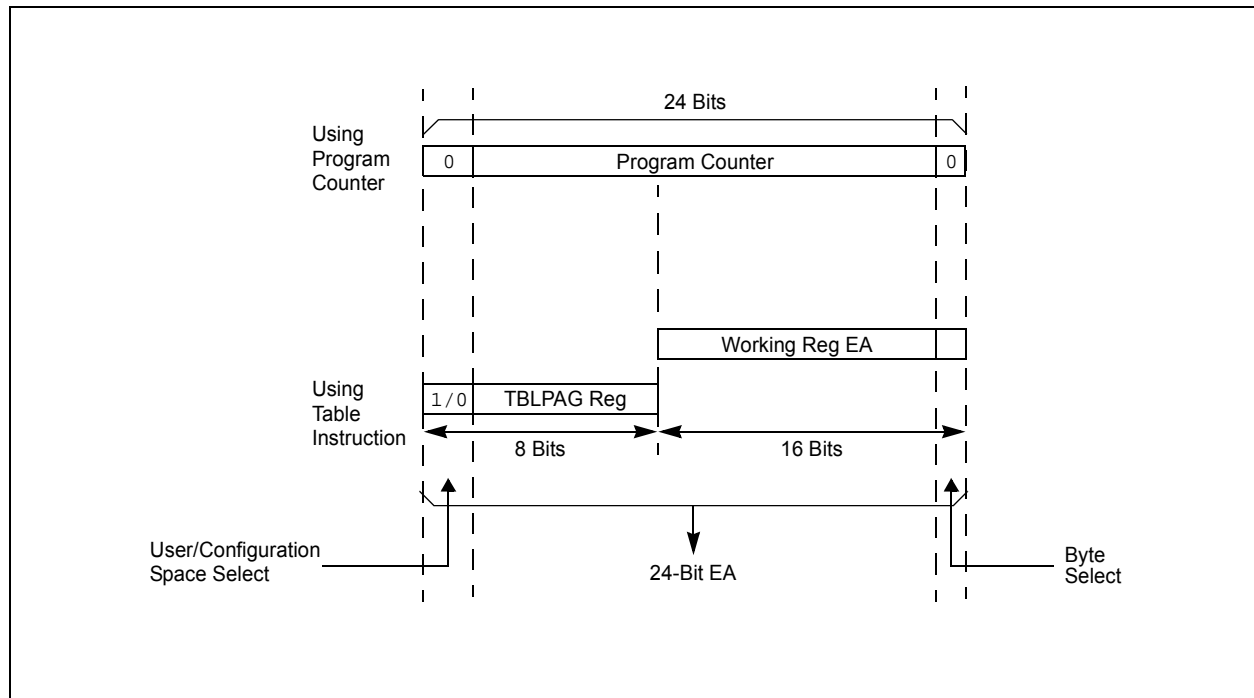 24 Bits
Using
Program
Counter
0
Program Counter
0
Working Reg EA
Using
Table
Instruction
1/0
TBLPAG Reg
8 Bits
16 Bits
User/Configuration
Space Select
24-Bit EA
Byte
Select